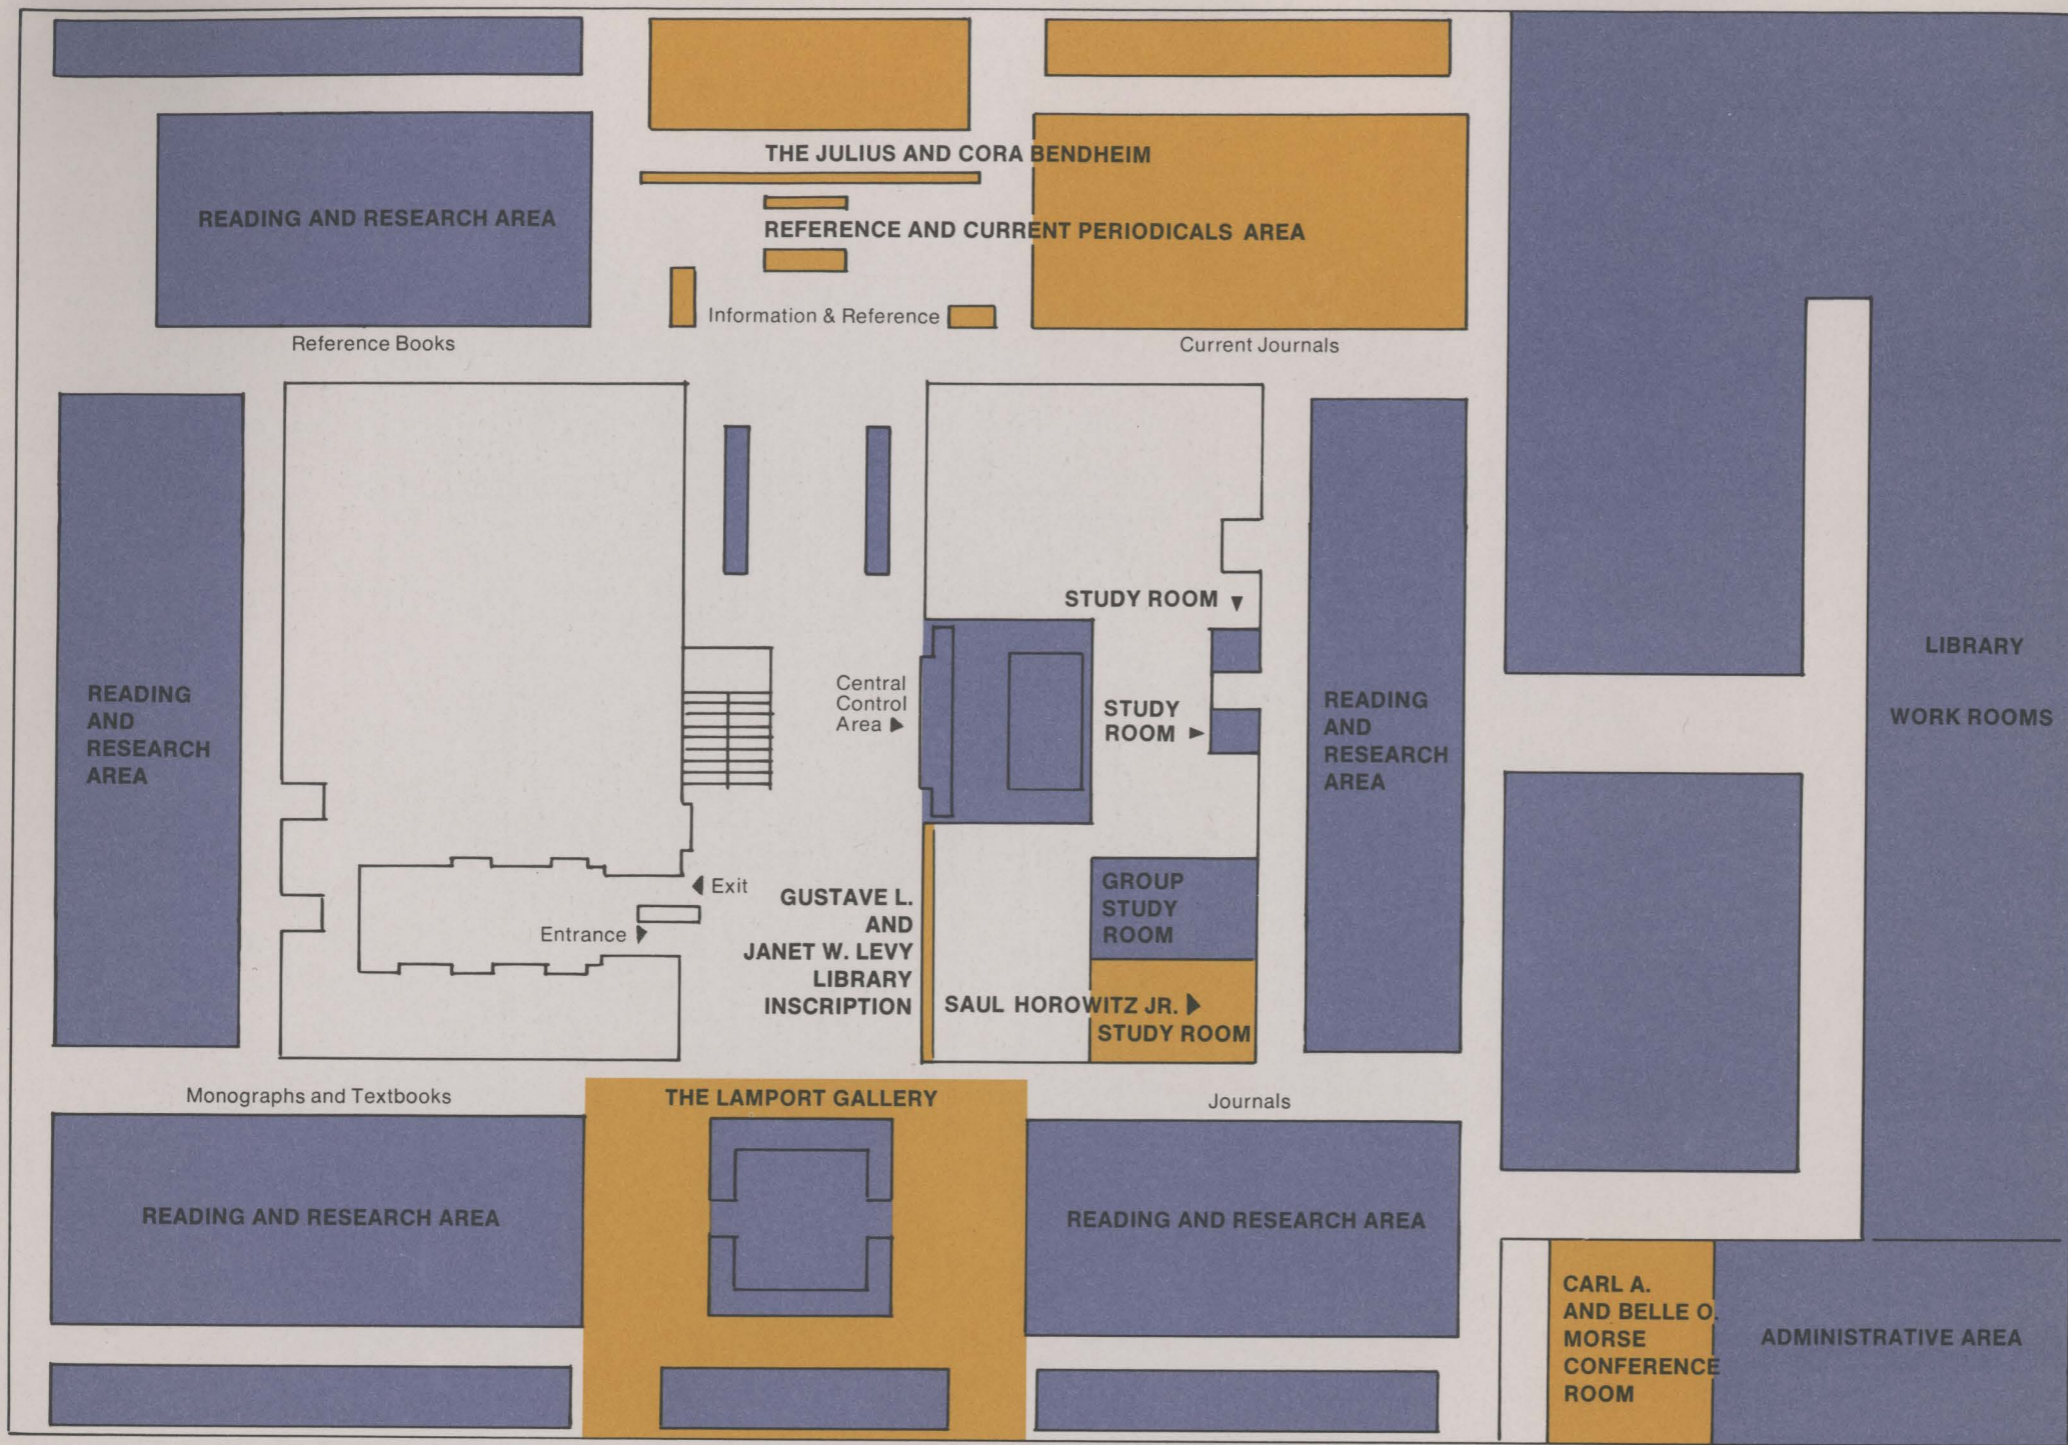 THE JULIUS AND CORA BENDHEIM
READING AND RESEARCH AREA
REFERENCE AND CURRENT PERIODICALS AREA
Information & Reference
Reference Books
Current Journals
STUDY ROOM
LIBRARY
WORK ROOMS
READING
AND
RESEARCH
AREA
Central
Control
Area
STUDY
ROOM
READING
AND
RESEARCH
AREA
Exit
Entrance
GUSTAVE L.
AND
JANET W. LEVY
LIBRARY
INSCRIPTION
GROUP
STUDY
ROOM
SAUL HOROWITZ JR.
STUDY ROOM
Monographs and Textbooks
THE LAMPORT GALLERY
Journals
READING AND RESEARCH AREA
READING AND RESEARCH AREA
CARL A.
AND BELLE O.
MORSE
CONFERENCE
ROOM
ADMINISTRATIVE AREA